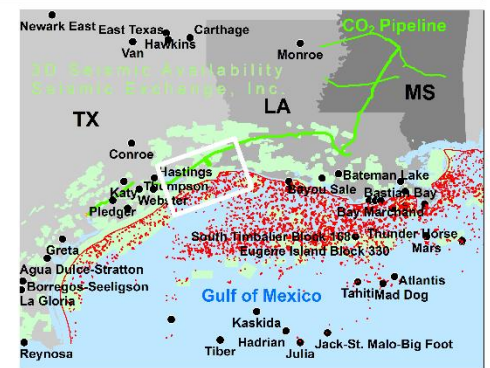 Newark East
East Texas
Carthage
CO₂ Pipeline
Hawkins
Van
Monroe
3D Seismic Availability
Seismic Exchange, Inc.
LA
MS
TX
Conroe
Hastings
Bateman Lake
Katy
Thompson
Bayou Sale
Bastian Bay
Webster
Pledger
Bay Marchand
South Timbalier Block 168
Thunder Horse
Greta
Eugene Island Block 330
Mars
Agua Dulce-Stratton
Borregos-Seeligson
Atlantis
La Gloria
Gulf of Mexico
Tahiti
Mad Dog
Kaskida
Hadrian
Jack-St. Malo-Big Foot
Reynosa
Tiber
Julia